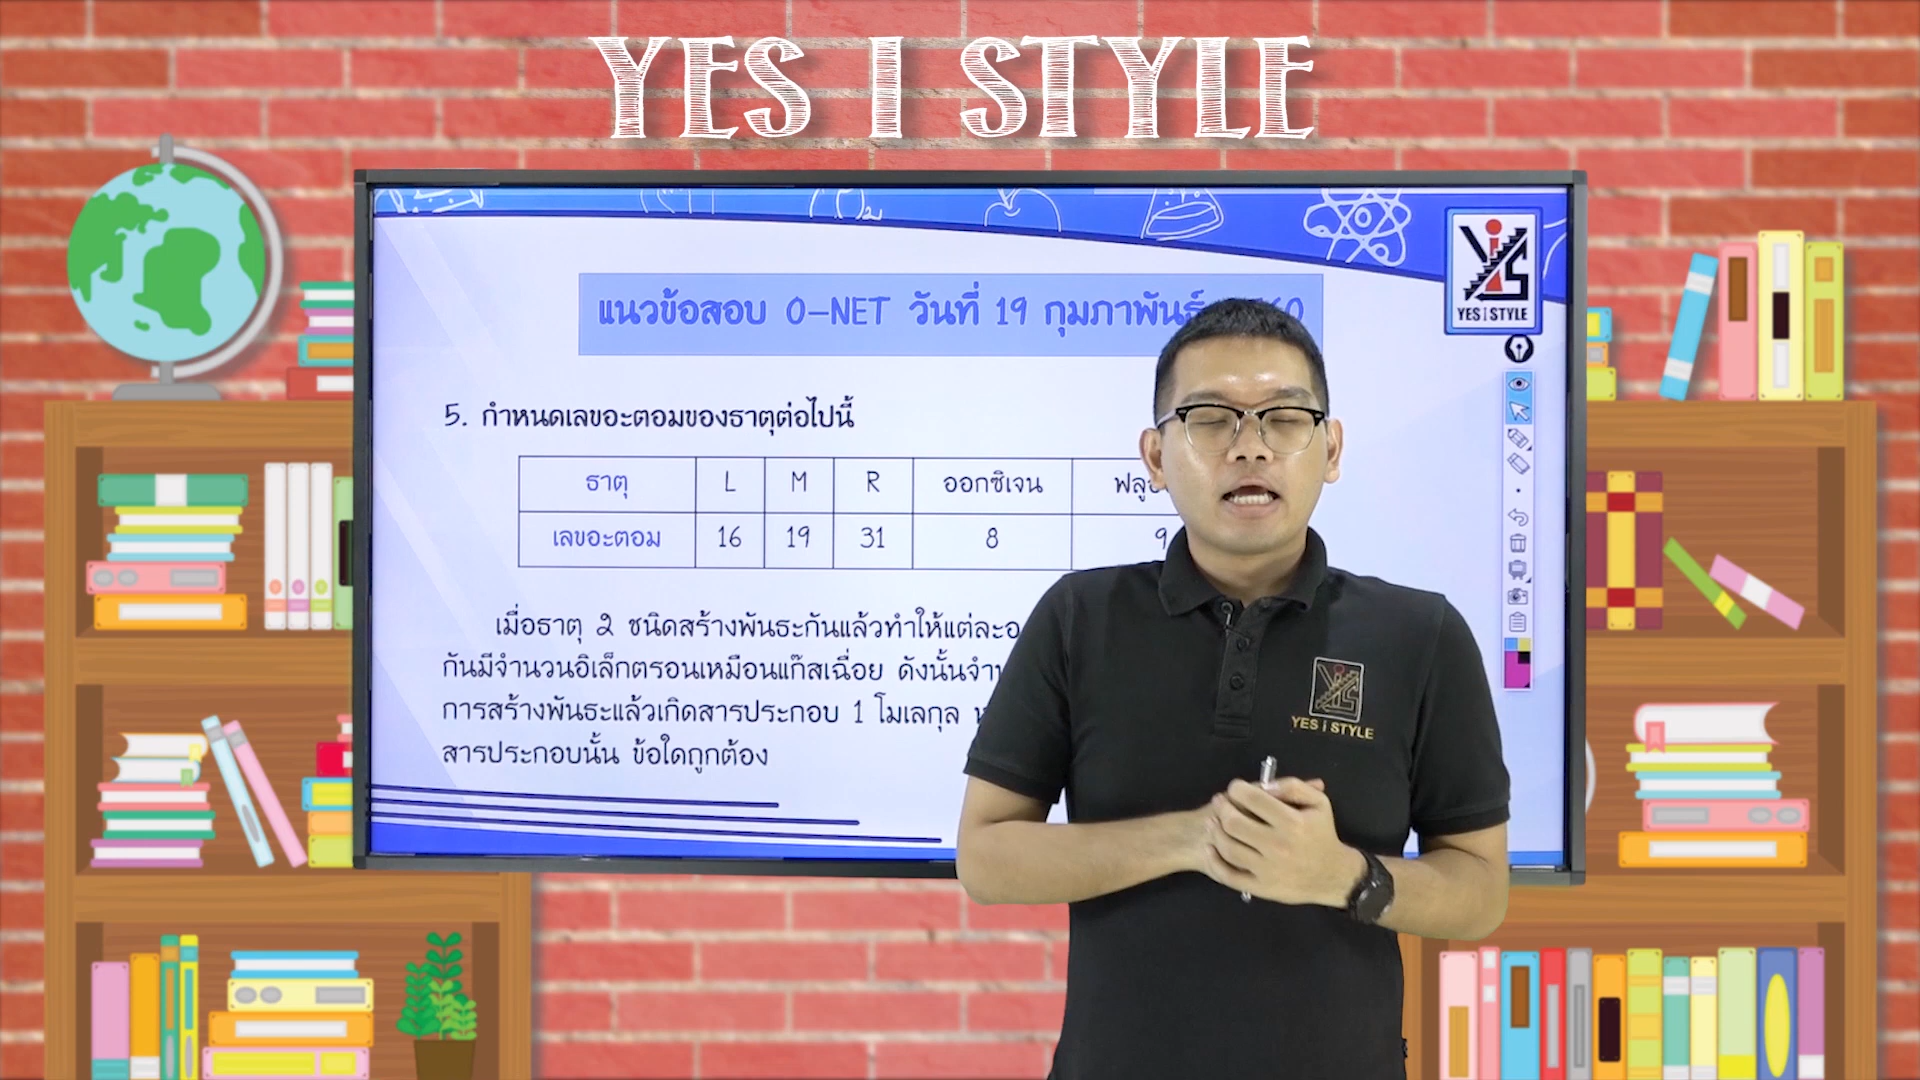 YES I STYLE
แนวข้อสอบ O-NET วันที่ 19 กุมภาพันธ์
YES i STYLE
5. กำหนดเลขอะตอมของธาตุต่อไปนี้
ธาตุ L M R ออกซิเจน
เลขอะตอม 16 19 31 8 9
เมื่อธาตุ 2 ชนิดสร้างพันธะกันแล้วทำให้แต่ละ
กันมีจำนวนอิเล็กตรอนเหมือนแก๊สเฉื่อย ดังนั้น
การสร้างพันธะแล้วเกิดสารประกอบ 1 โมเลกุล
สารประกอบนั้น ข้อใดถูกต้อง
YES i STYLE